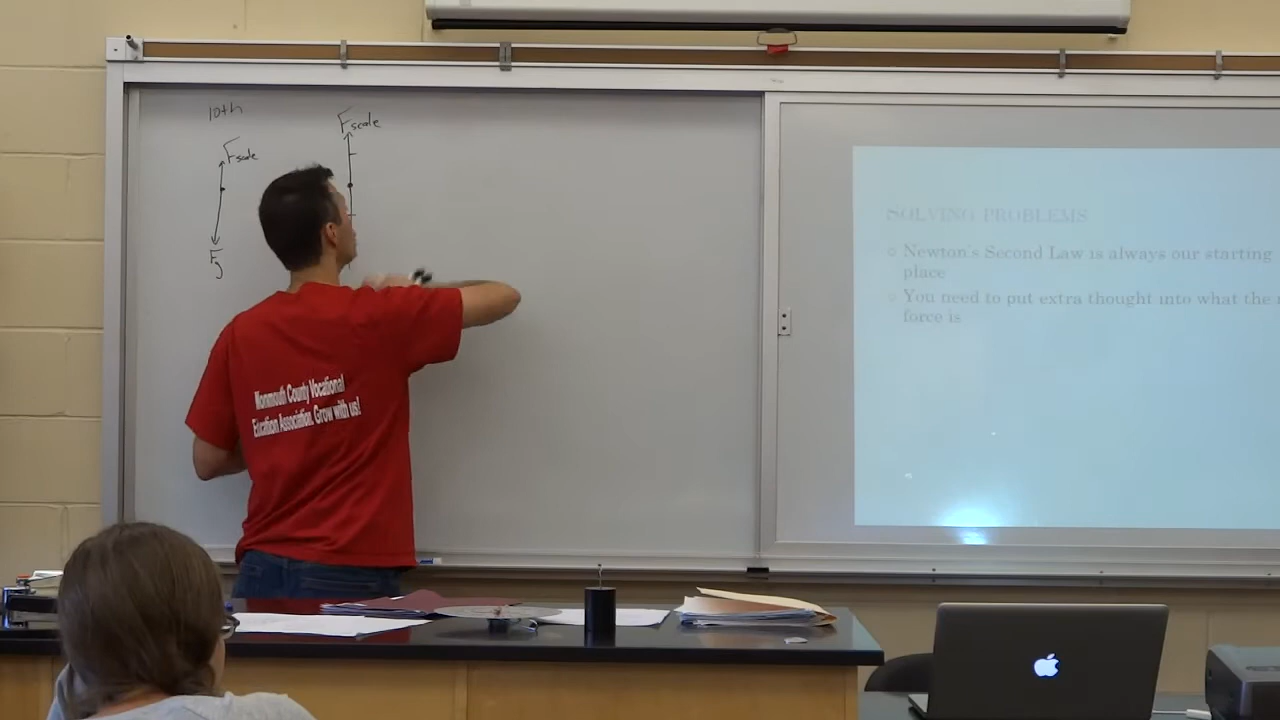 10th
Fscale
Fscale
Fg
Monmouth County Vocational
Education Association. Grow with us!
SOLVING PROBLEMS
Newton's Second Law is always our starting
place
You need to put extra thought into what the
force is